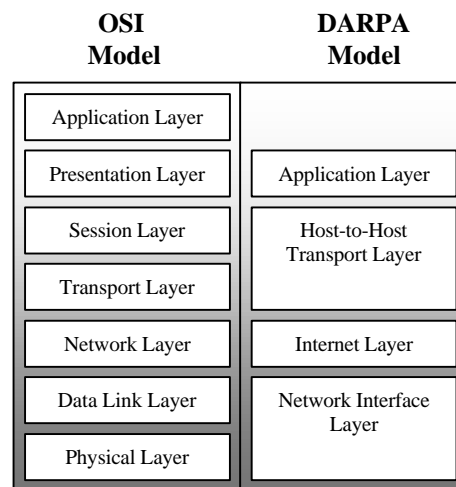 OSI
Model
DARPA
Model
Application Layer
Presentation Layer
Session Layer
Transport Layer
Network Layer
Data Link Layer
Physical Layer
Application Layer
Host-to-Host
Transport Layer
Internet Layer
Network Interface
Layer